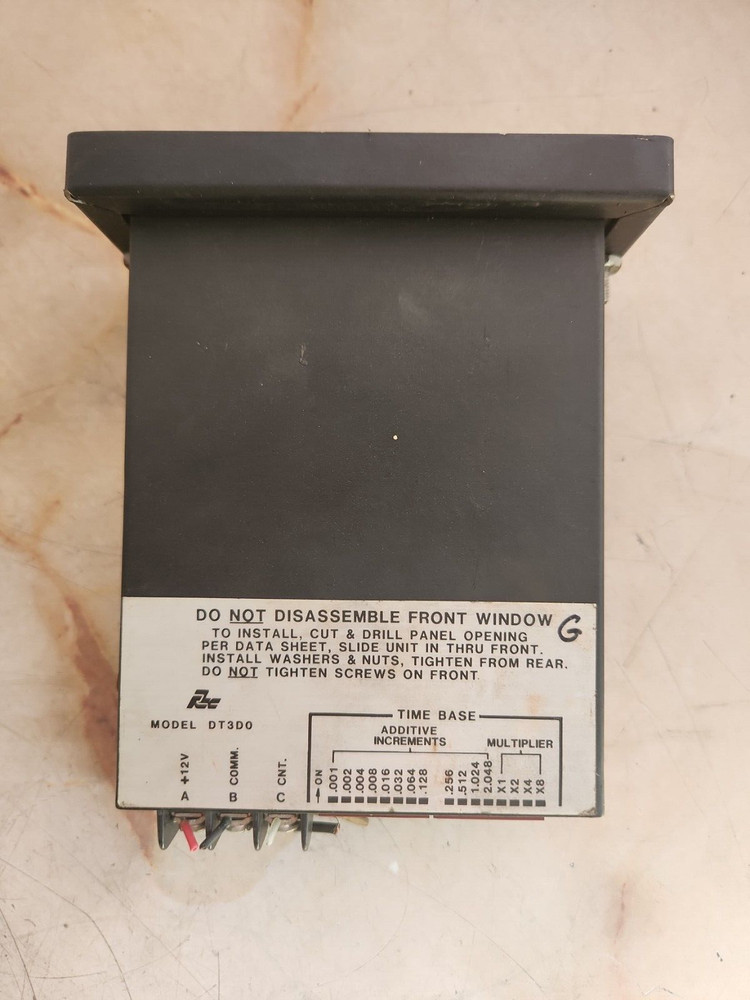 DO NOT DISASSEMBLE FRONT WINDOW G
TO INSTALL, CUT & DRILL PANEL OPENING
PER DATA SHEET, SLIDE UNIT IN THRU FRONT.
INSTALL WASHERS & NUTS, TIGHTEN FROM REAR.
DO NOT TIGHTEN SCREWS ON FRONT
RLC
MODEL DT3D0
TIME BASE
ADDITIVE
INCREMENTS
MULTIPLIER
+12V COMM. CNT.
A B C
ON .001 .002 .004 .008 .016 .032 .064 .128 .256 .512 1.024 2.048 X1 X2 X4 X8